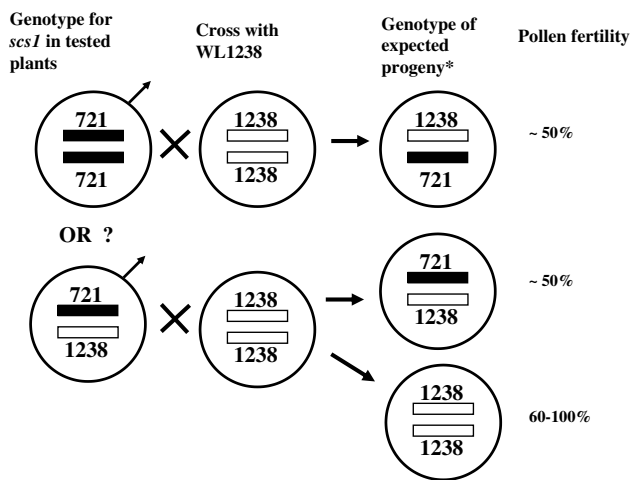 Genotype for
scs1 in tested
plants
Cross with
WL1238
Genotype of
expected
progeny*
Pollen fertility
721
721
1238
1238
1238
721
~ 50%
OR ?
721
1238
1238
1238
721
1238
~ 50%
1238
1238
60-100%